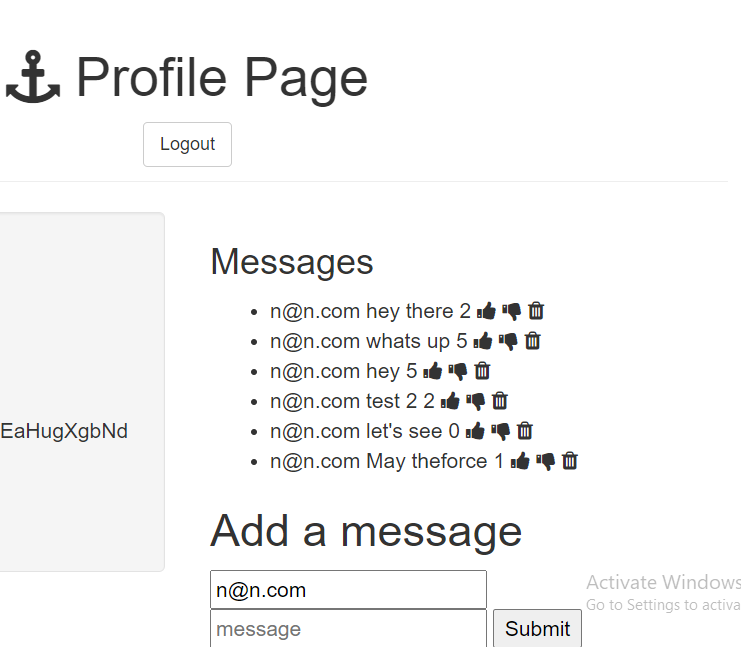 Profile Page
Logout
Messages
n@n.com hey there 2
n@n.com whats up 5
n@n.com hey 5
n@n.com test 2 2
n@n.com let's see 0
n@n.com May theforce 1
EaHugXgbNd
Add a message
n@n.com
message
Submit
Activate Windows
Go to Settings to activa